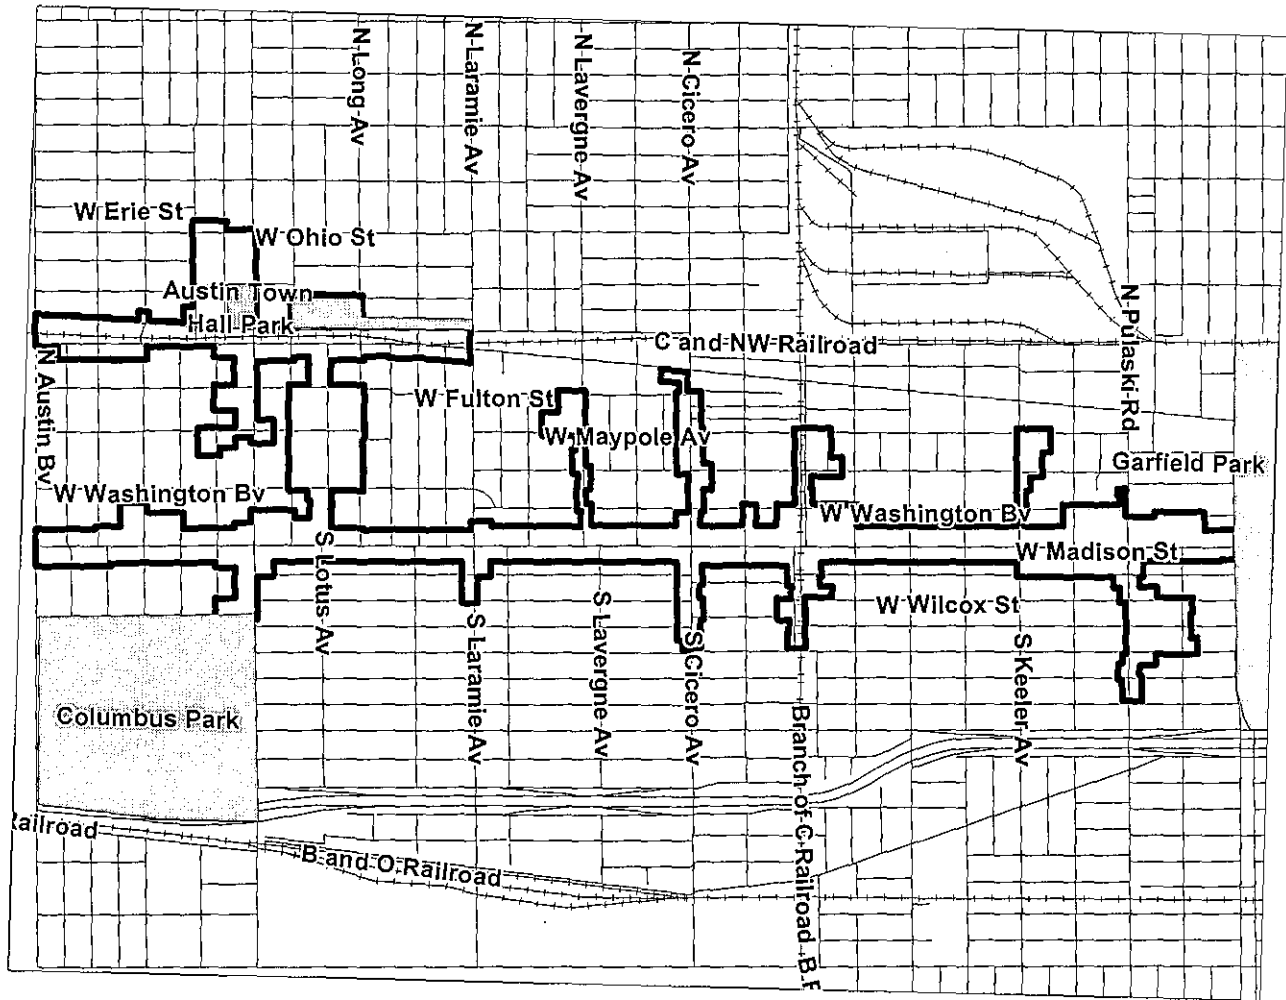 N Long Av
N Laramie Av
N Lavergne Av
N Cicero Av
W Erie St
W Ohio St
Austin Town
Hall Park
N Pulaski Rd
C and NW Railroad
N Austin Bv
W Fulton St
W Maypole Av
Garfield Park
W Washington Bv
W Washington Bv
W Madison St
S Lotus Av
S Laramie Av
S Lavergne Av
S Cicero Av
W Wilcox St
S Keeler Av
Columbus Park
Branch of C Railroad B
Railroad
B and O Railroad